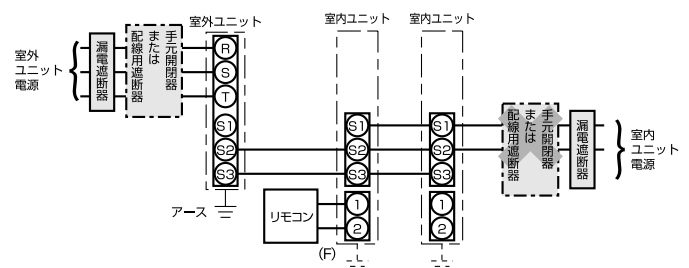 室外ユニット
室内ユニット
室内ユニット
室外
ユニット
電源
漏電遮断器
手元開閉器
または
配線用遮断器
R
S
T
S1
S2
S3
S1
S2
S3
S1
S2
S3
手元開閉器
または
配線用遮断器
漏電遮断器
室内
ユニット
電源
アース
リモコン
1
2
1
2
(F)